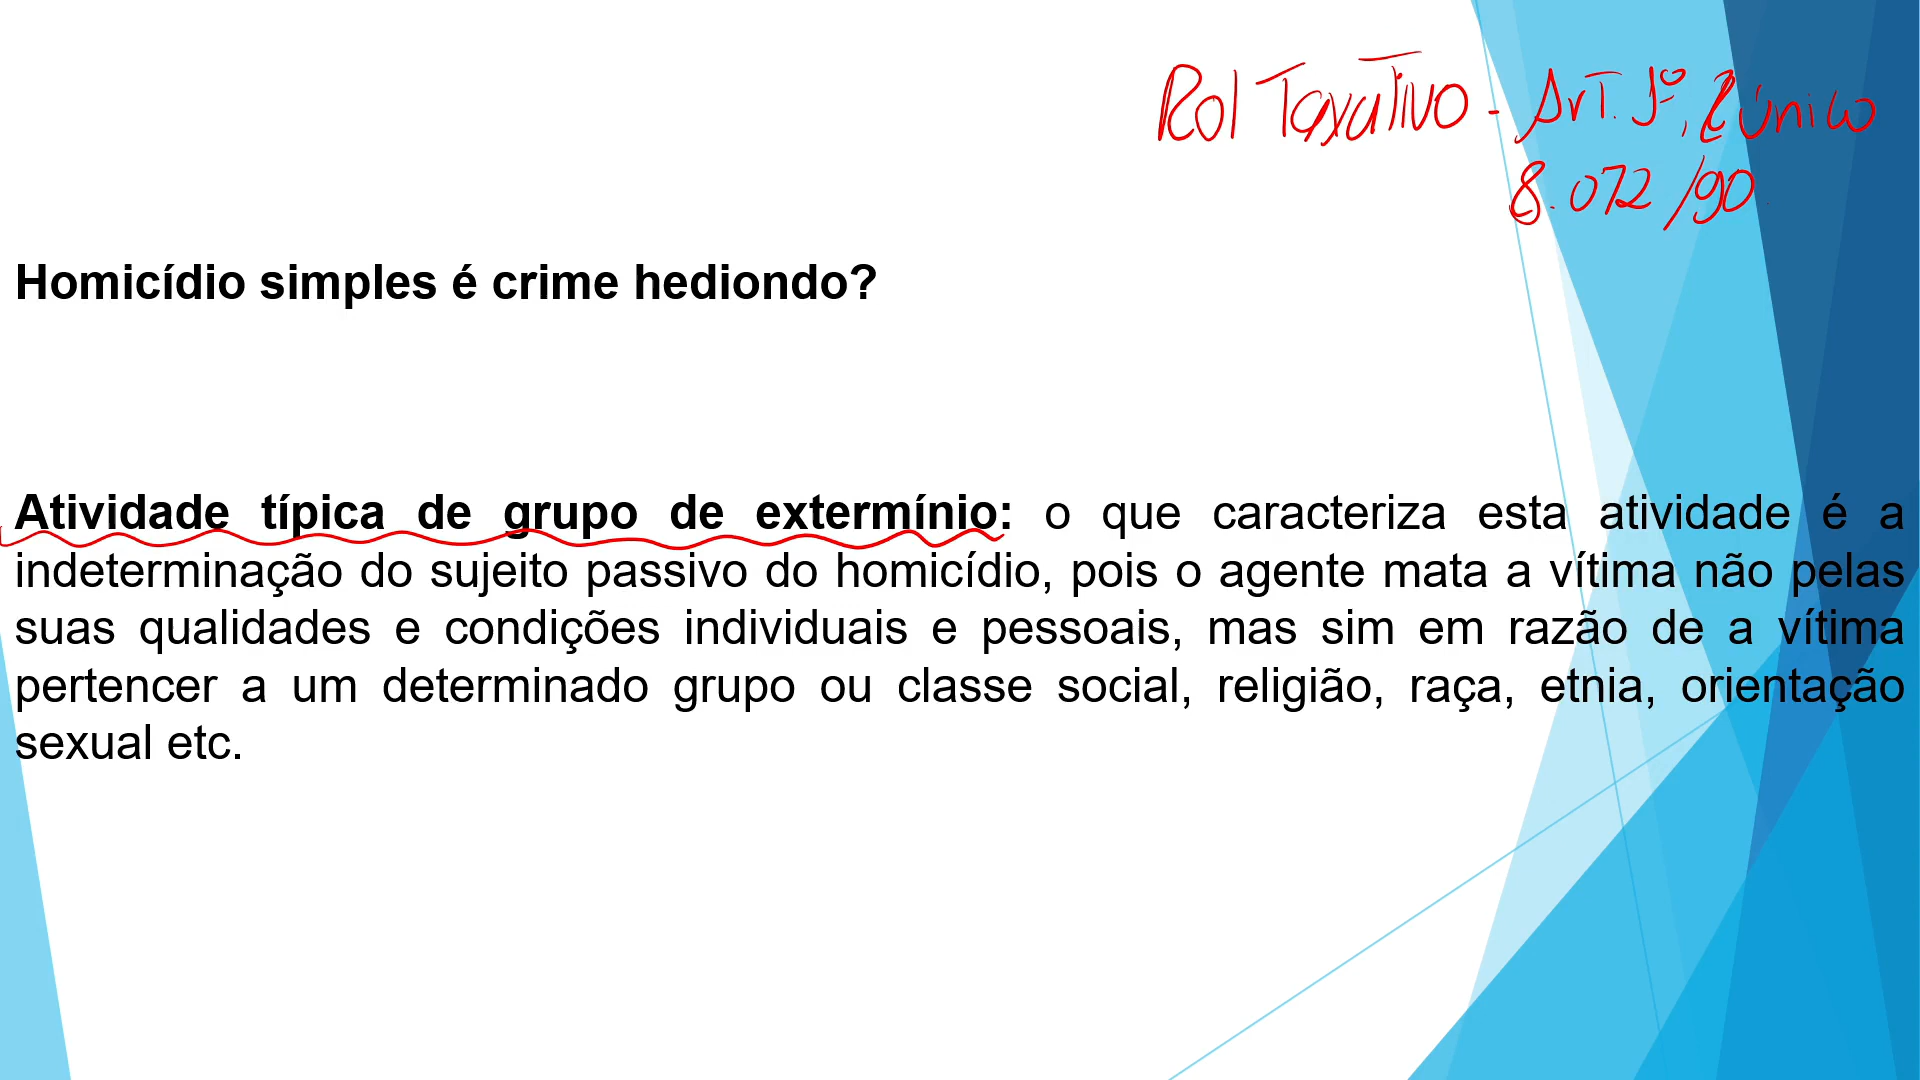 Rol Taxativo - Art. 1º, § único
8.072/90
Homicídio simples é crime hediondo?
Atividade típica de grupo de extermínio: o que caracteriza esta atividade é a
indeterminação do sujeito passivo do homicídio, pois o agente mata a vítima não pelas
suas qualidades e condições individuais e pessoais, mas sim em razão de a vítima
pertencer a um determinado grupo ou classe social, religião, raça, etnia, orientação
sexual etc.